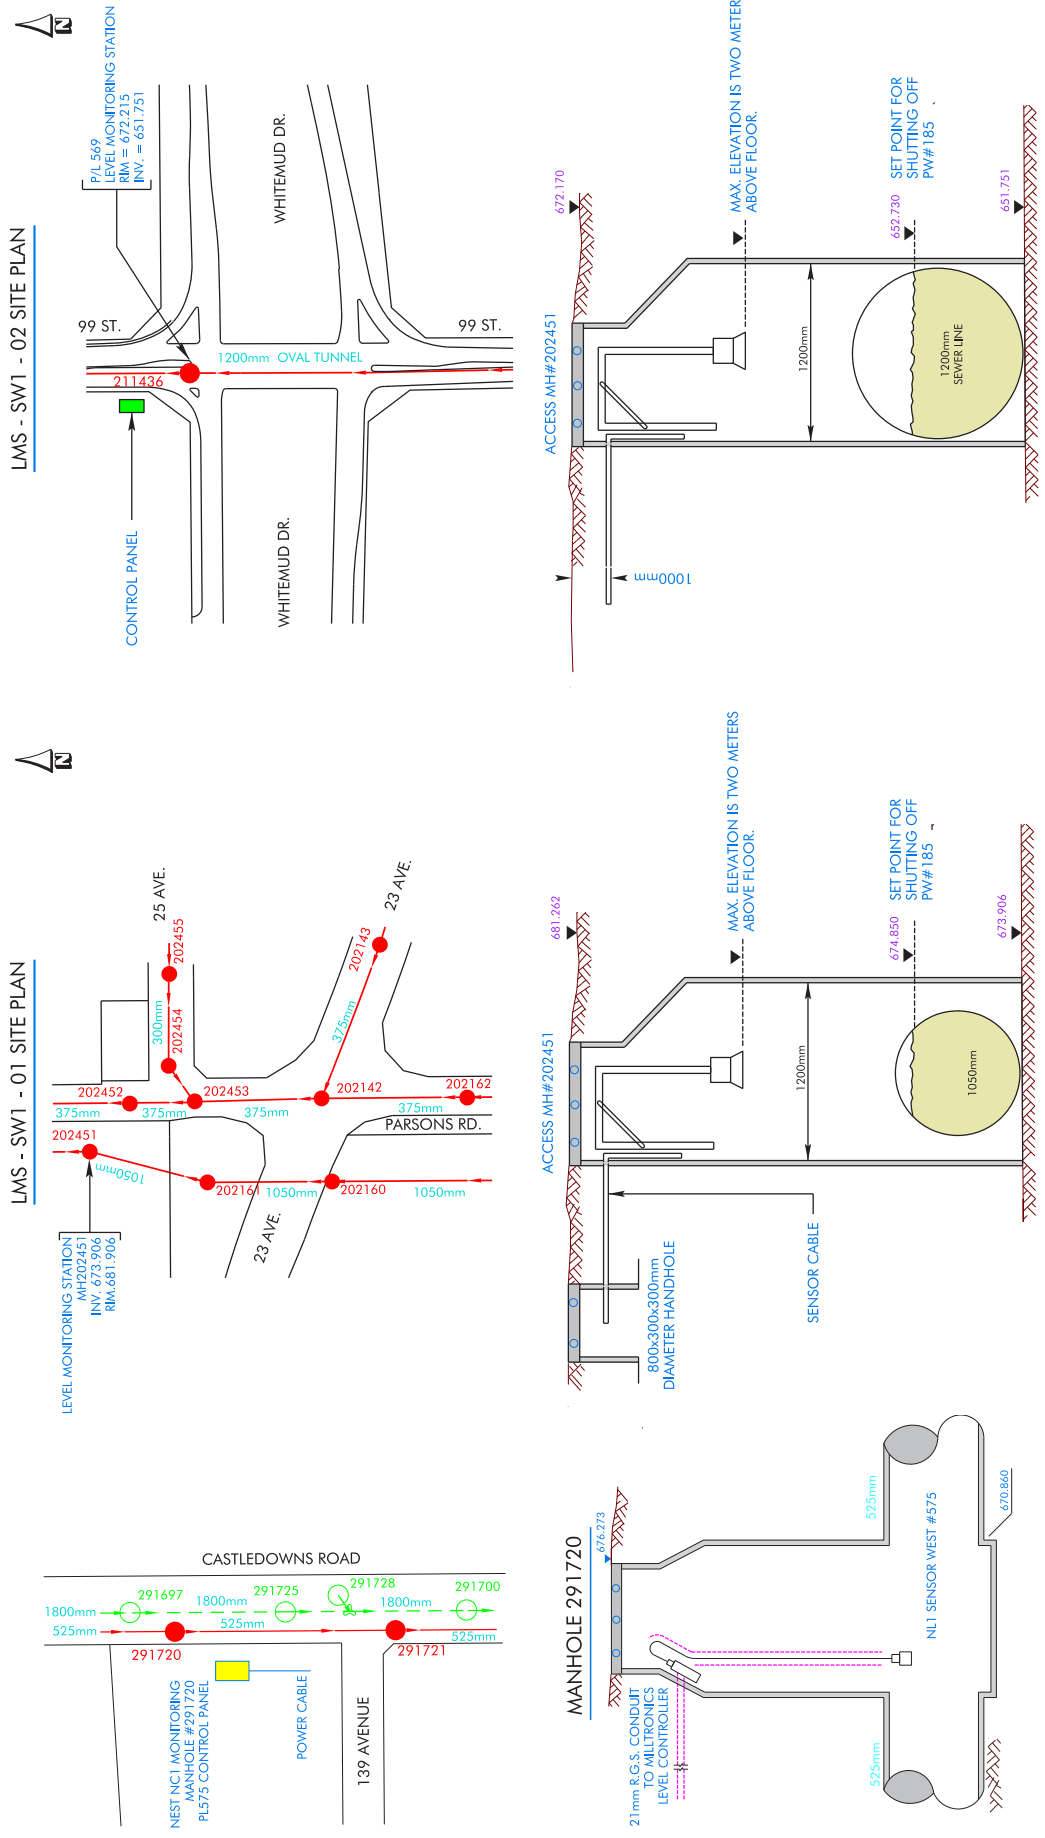 LMS - SW1 - 02 SITE PLAN
N
P/L 569
LEVEL MONITORING STATION
RIM = 672.215
INV. = 651.751
99 ST.
WHITEMUD DR.
211436
1200mm OVAL TUNNEL
99 ST.
CONTROL PANEL
WHITEMUD DR.
672.170
ACCESS MH#202451
MAX. ELEVATION IS TWO METER
ABOVE FLOOR.
652.730
SET POINT FOR
SHUTTING OFF
PW#185
651.751
1200mm
1200mm
SEWER LINE
1000mm
LMS - SW1 - 01 SITE PLAN
N
25 AVE.
202455
300mm
202454
23 AVE.
202143
375mm
202452
375mm
375mm
202453
375mm
202142
375mm
202162
PARSONS RD.
202451
1050mm
202161
1050mm
202160
1050mm
23 AVE.
LEVEL MONITORING STATION
MH202451
INV. 673.906
RIM.681.906
681.262
ACCESS MH#202451
MAX. ELEVATION IS TWO METERS
ABOVE FLOOR.
674.850
SET POINT FOR
SHUTTING OFF
PW#185
673.906
1200mm
1050mm
SENSOR CABLE
800x300x300mm
DIAMETER HANDHOLE
CASTLEDOWNS ROAD
1800mm
291697
1800mm
291725
291728
1800mm
291700
525mm
291720
525mm
291721
525mm
NEST NC1 MONITORING
MANHOLE #291720
PL575 CONTROL PANEL
POWER CABLE
139 AVENUE
MANHOLE 291720
676.273
21mm R.G.S. CONDUIT
TO MILLTRONICS
LEVEL CONTROLLER
525mm
525mm
NL1 SENSOR WEST #575
670.860